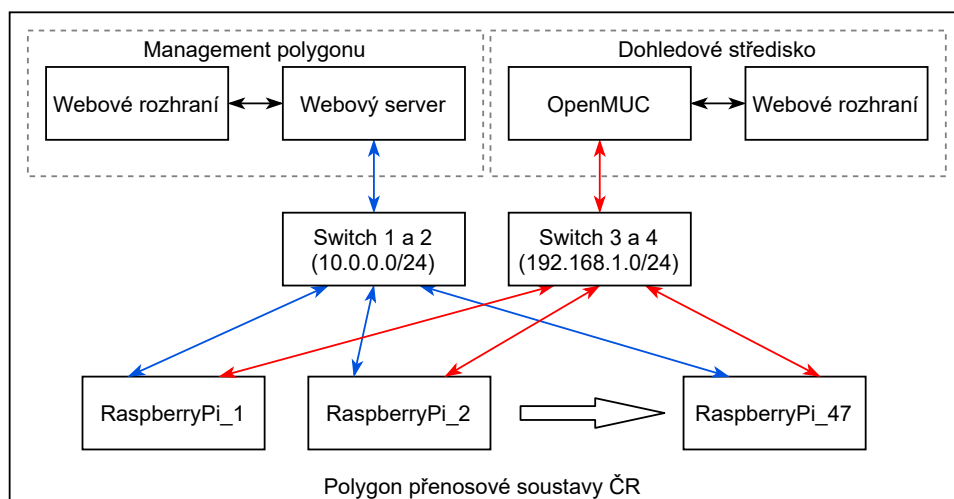 Management polygonu
Dohledové středisko
Webové rozhraní
Webový server
OpenMUC
Webové rozhraní
Switch 1 a 2
(10.0.0.0/24)
Switch 3 a 4
(192.168.1.0/24)
RaspberryPi_1
RaspberryPi_2
RaspberryPi_47
Polygon přenosové soustavy ČR